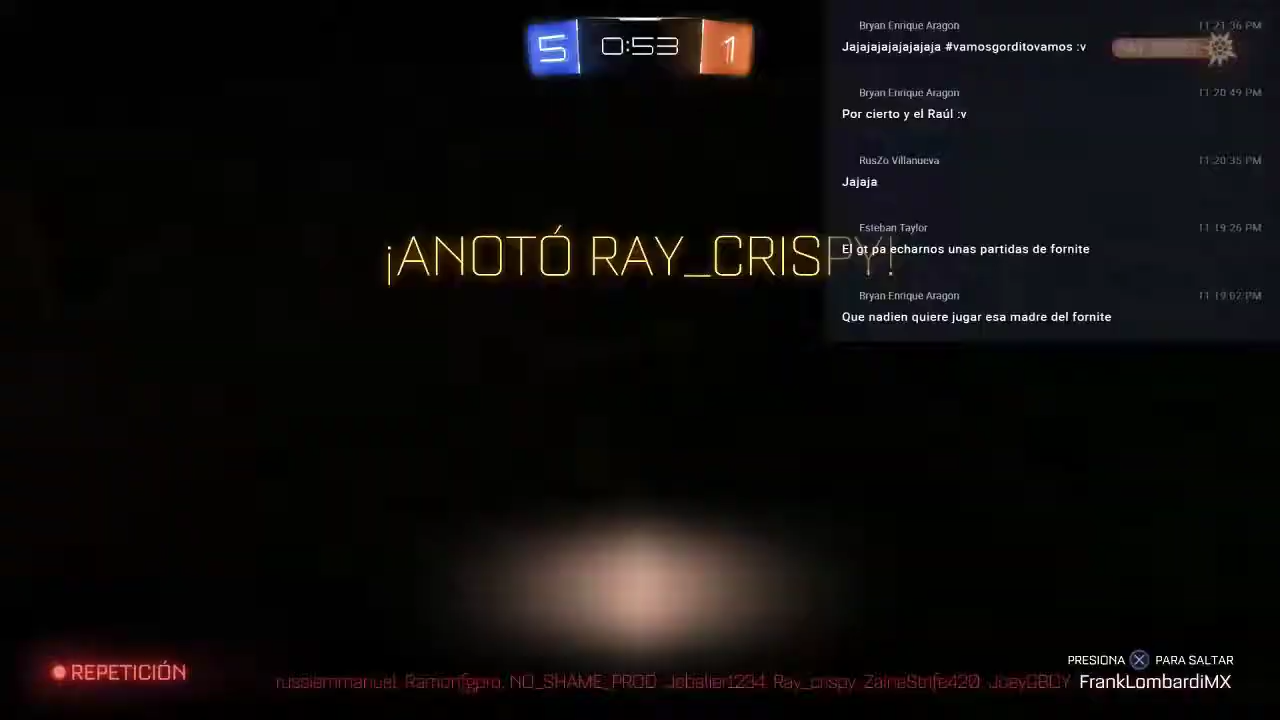 5 0:53 1
Bryan Enrique Aragon 11:21:36 PM
Jajajajajajajaja #vamosgorditovamos :v
Bryan Enrique Aragon 11:20:49 PM
Por cierto y el Raúl :v
RusZo Villanueva 11:20:35 PM
Jajaja
Esteban Taylor 11:19:26 PM
El gt pa echarnos unas partidas de fornite
Bryan Enrique Aragon 11:19:02 PM
Que nadien quiere jugar esa madre del fornite
¡ANOTÓ RAY_CRISPY!
PRESIONA PARA SALTAR
REPETICIÓN
NO_SHAME_PROD Jobalier1234 Ray_crispy FrankLombardiMX